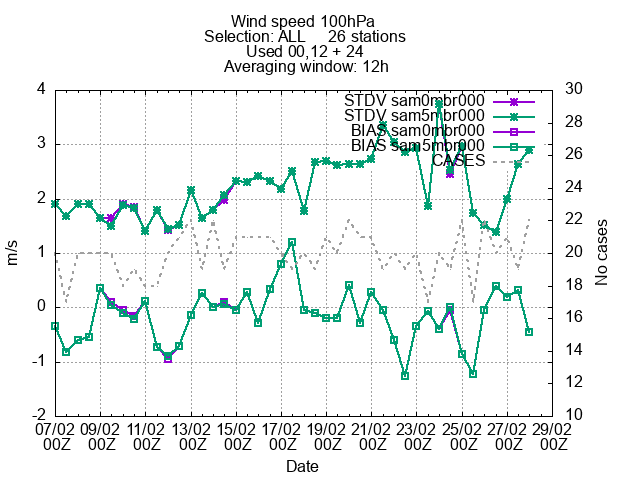 Wind speed 100hPa
Selection: ALL 26 stations
Used 00,12 + 24
Averaging window: 12h
STDV sam0mbr000
STDV sam5mbr000
BIAS sam0mbr000
BIAS sam5mbr000
CASES
4
3
2
1
0
-1
-2
m/s
30
28
26
24
22
20
18
16
14
12
10
No cases
07/02 09/02 11/02 13/02 15/02 17/02 19/02 21/02 23/02 25/02 27/02 29/02
00Z 00Z 00Z 00Z 00Z 00Z 00Z 00Z 00Z 00Z 00Z 00Z
Date